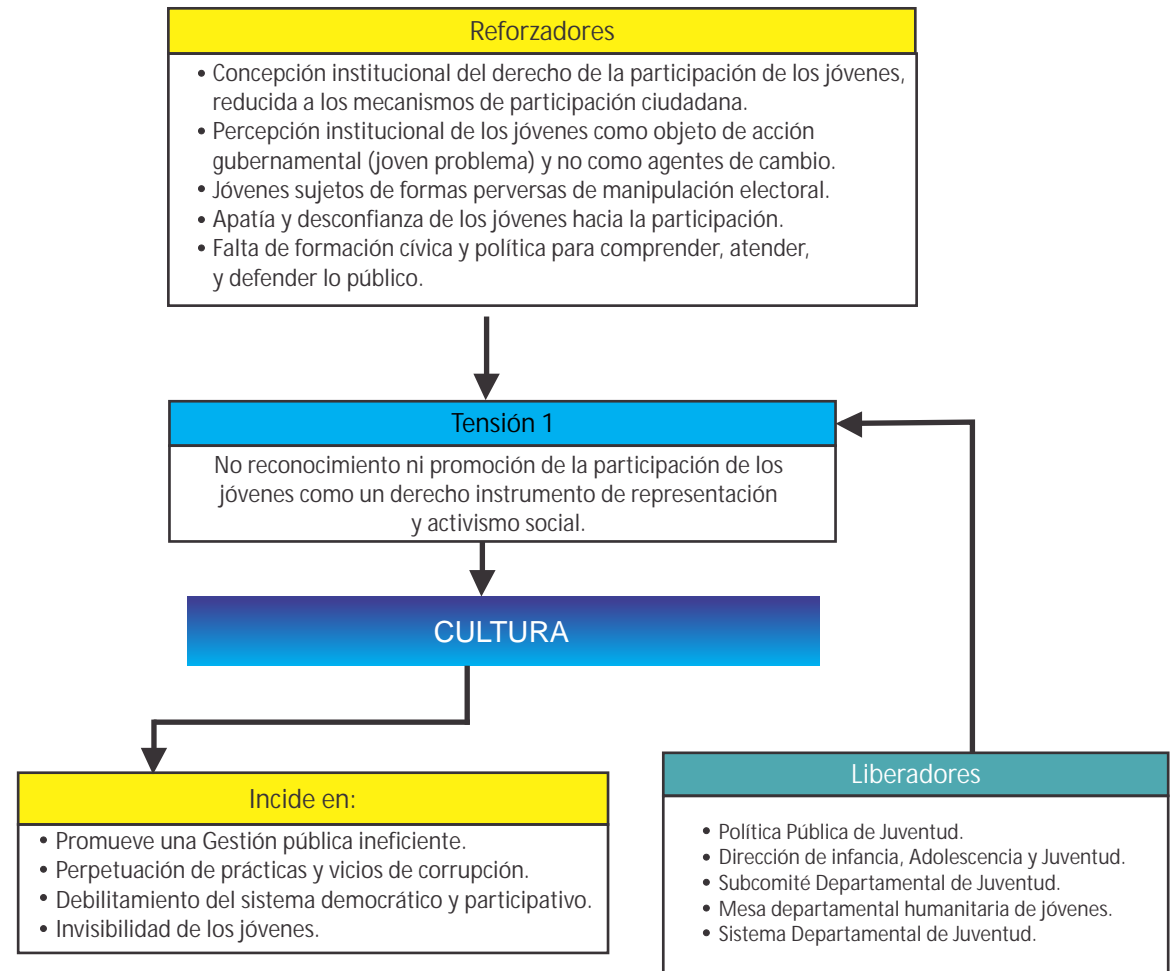 Reforzadores
• Concepción institucional del derecho de la participación de los jóvenes,
reducida a los mecanismos de participación ciudadana.
• Percepción institucional de los jóvenes como objeto de acción
gubernamental (joven problema) y no como agentes de cambio.
• Jóvenes sujetos de formas perversas de manipulación electoral.
• Apatía y desconfianza de los jóvenes hacia la participación.
• Falta de formación cívica y política para comprender, atender,
y defender lo público.
Tensión 1
No reconocimiento ni promoción de la participación de los
jóvenes como un derecho instrumento de representación
y activismo social.
CULTURA
Incide en:
• Promueve una Gestión pública ineficiente.
• Perpetuación de prácticas y vicios de corrupción.
• Debilitamiento del sistema democrático y participativo.
• Invisibilidad de los jóvenes.
Liberadores
• Política Pública de Juventud.
• Dirección de infancia, Adolescencia y Juventud.
• Subcomité Departamental de Juventud.
• Mesa departamental humanitaria de jóvenes.
• Sistema Departamental de Juventud.